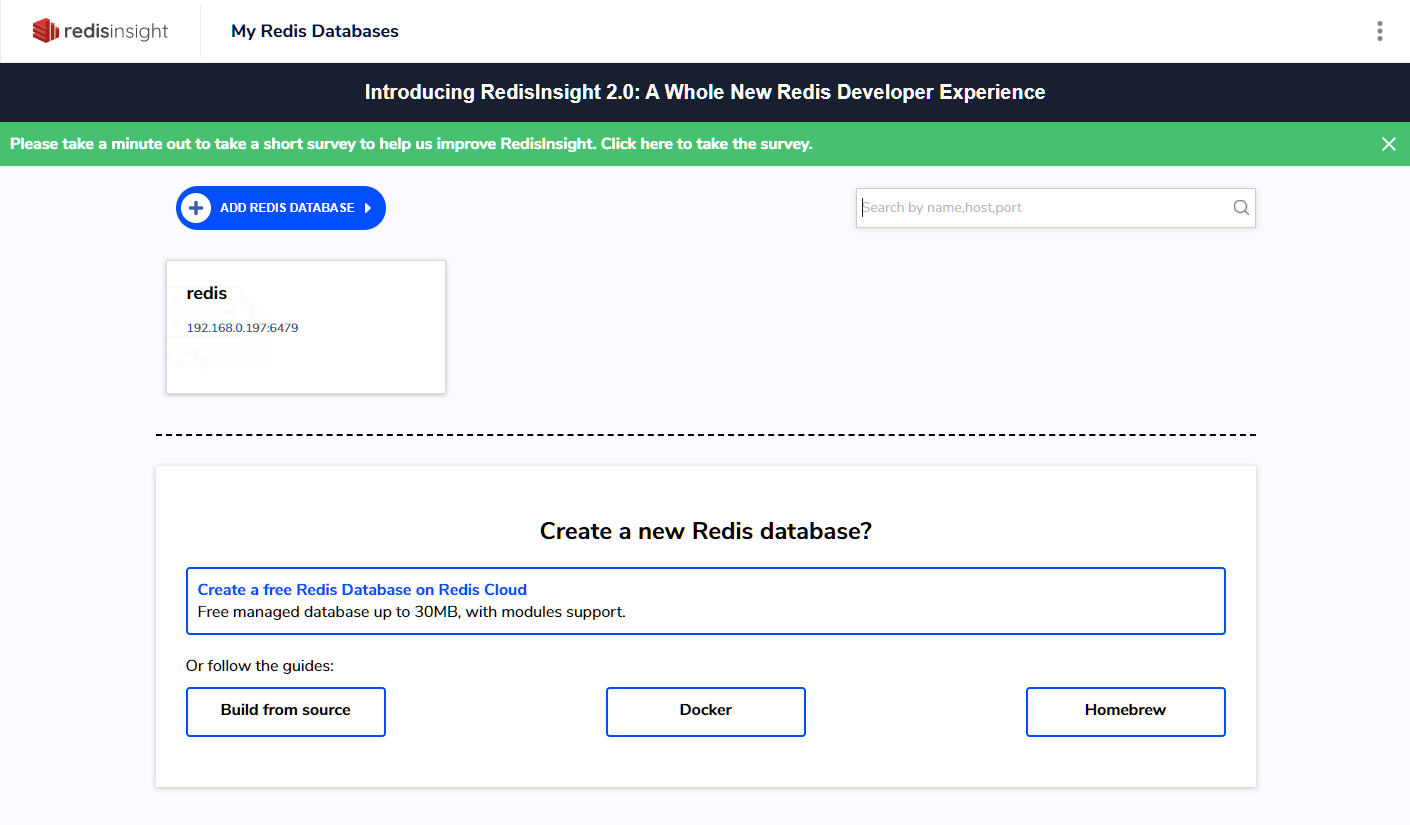 redisinsight
My Redis Databases
Introducing RedisInsight 2.0: A Whole New Redis Developer Experience
Please take a minute out to take a short survey to help us improve RedisInsight. Click here to take the survey.
ADD REDIS DATABASE
Search by name,host,port
redis
192.168.0.197:6479
Create a new Redis database?
Create a free Redis Database on Redis Cloud
Free managed database up to 30MB, with modules support.
Or follow the guides:
Build from source
Docker
Homebrew